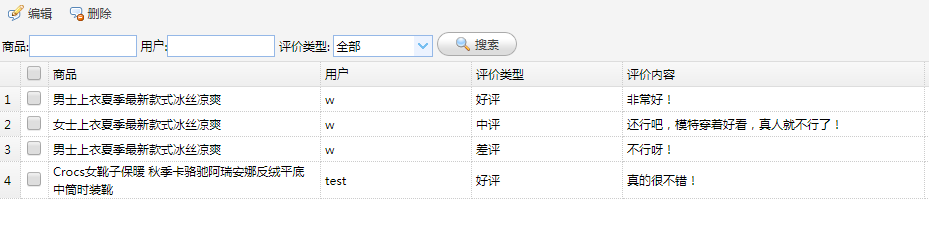 编辑 删除
商品: 用户: 评价类型: 全部 搜索
商品 用户 评价类型 评价内容
1 男士上衣夏季最新款式冰丝凉爽 w 好评 非常好！
2 女士上衣夏季最新款式冰丝凉爽 w 中评 还行吧，模特穿着好看，真人就不行了！
3 男士上衣夏季最新款式冰丝凉爽 w 差评 不行呀！
4 Crocs女靴子保暖 秋季卡骆驰阿瑞安娜反绒平底 test 好评 真的很不错！
中筒时装靴